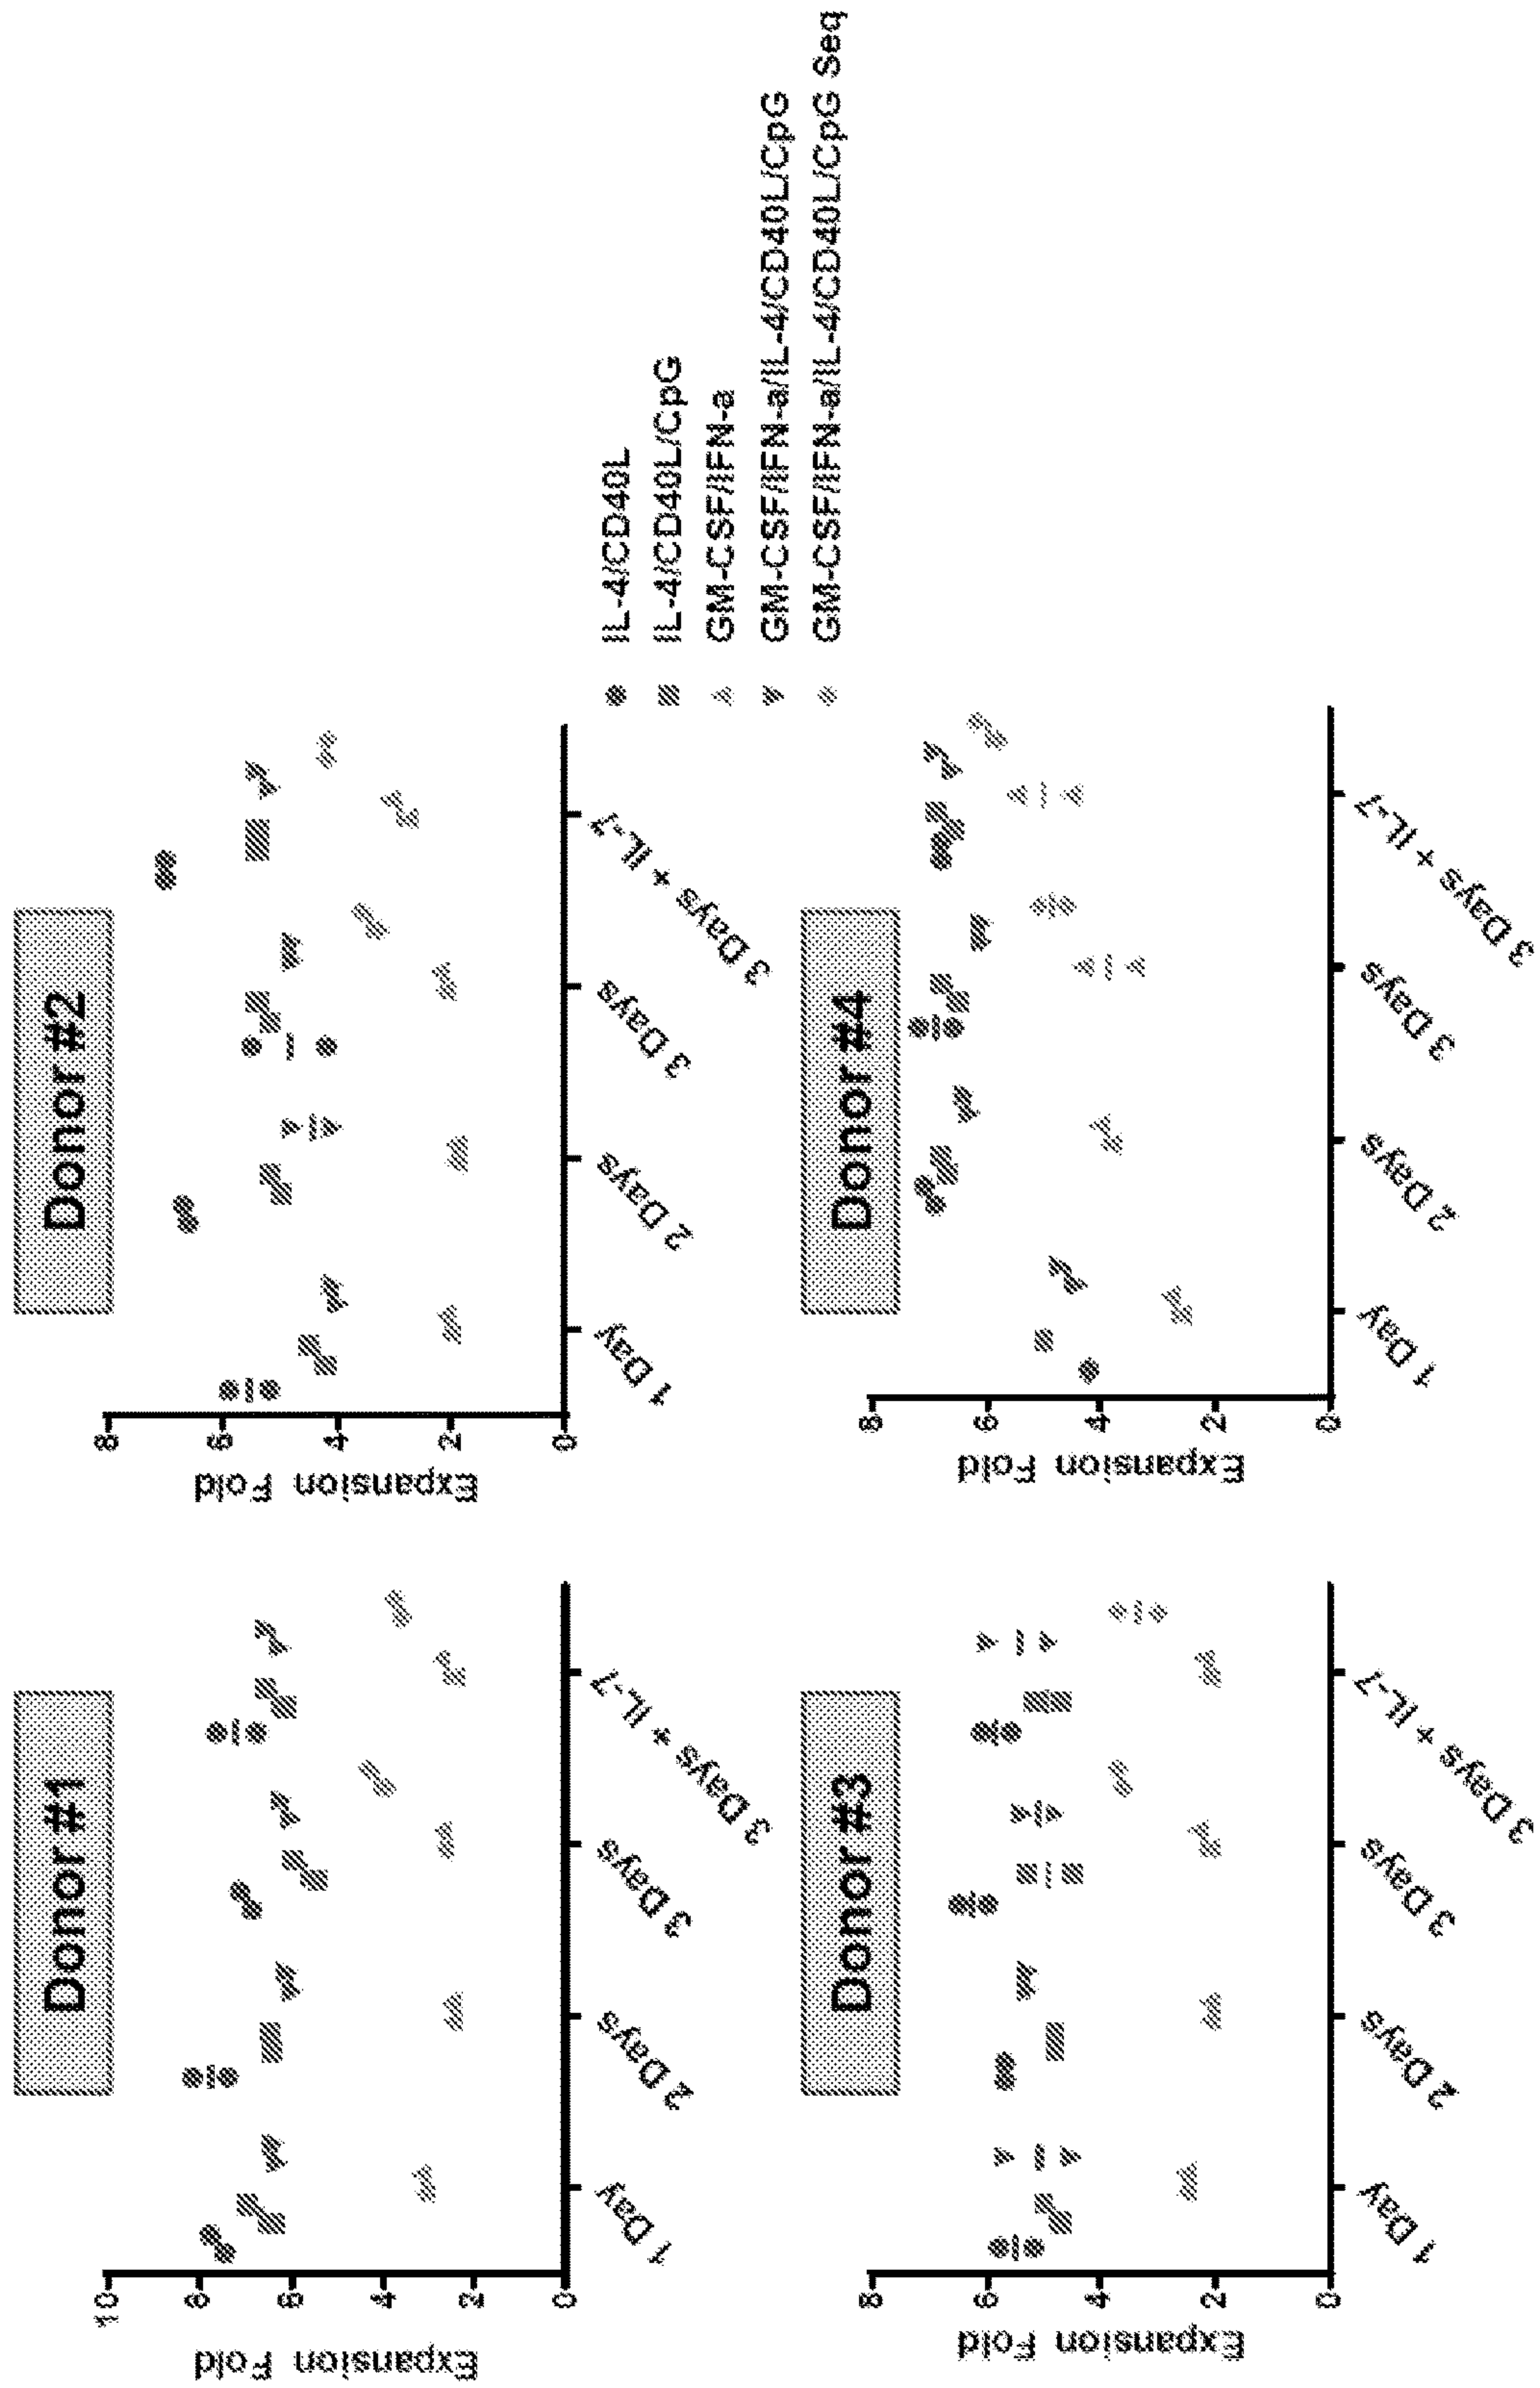 Donor #1
Expansion Fold
10
8
6
4
2
0
1 Day
2 Days
3 Days
3 Days + IL-7
Donor #2
Expansion Fold
8
6
4
2
0
1 Day
2 Days
3 Days
3 Days + IL-7
IL-4/CD40L
IL-4/CD40L/CpG
GM-CSF/IFN-a
GM-CSF/IFN-a/IL-4/CD40L/CpG
GM-CSF/IFN-a/IL-4/CD40L/CpG Seq
Donor #3
Expansion Fold
8
6
4
2
0
1 Day
2 Days
3 Days
3 Days + IL-7
Donor #4
Expansion Fold
8
6
4
2
0
1 Day
2 Days
3 Days
3 Days + IL-7